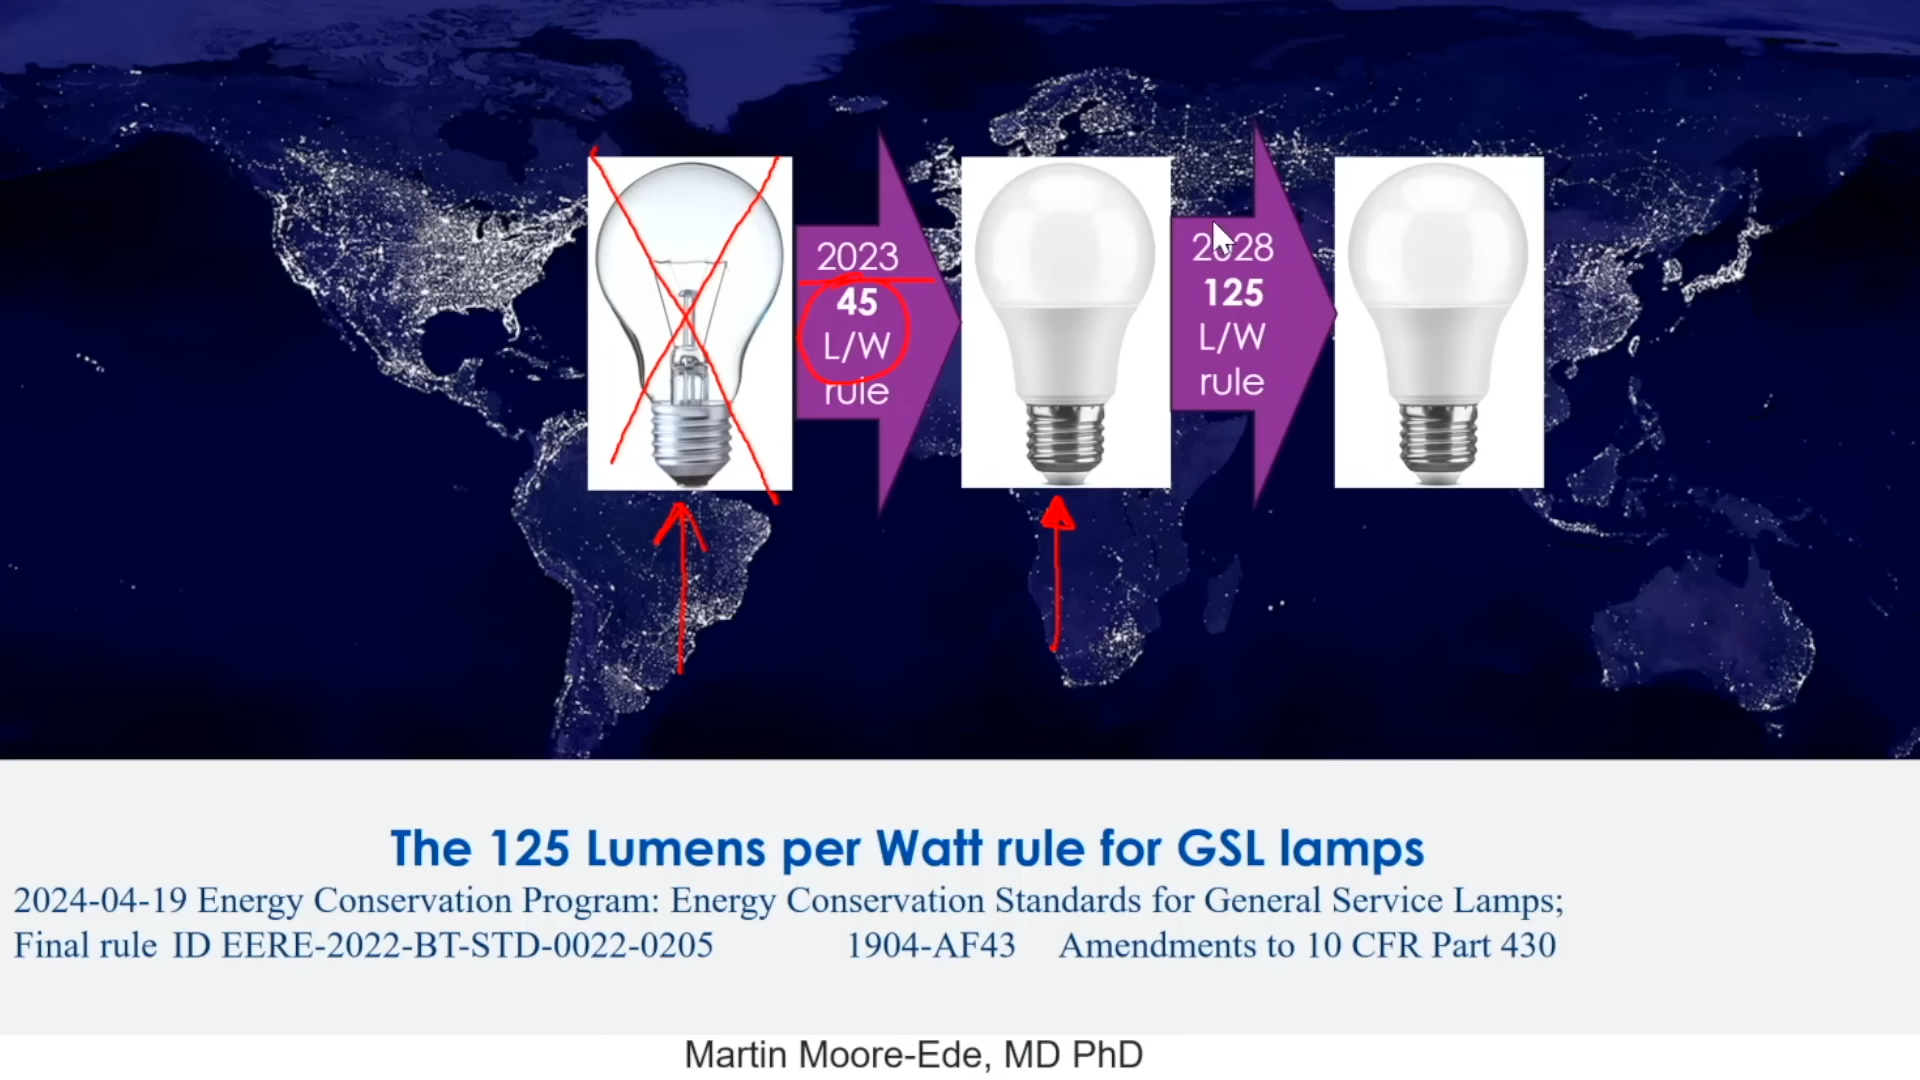 2023
45
L/W
rule
2028
125
L/W
rule
The 125 Lumens per Watt rule for GSL lamps
2024-04-19 Energy Conservation Program: Energy Conservation Standards for General Service Lamps;
Final rule ID EERE-2022-BT-STD-0022-0205 1904-AF43 Amendments to 10 CFR Part 430
Martin Moore-Ede, MD PhD